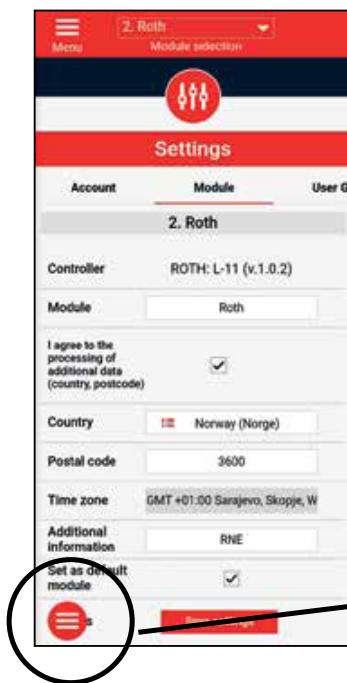 2. Roth
Menu
Module selection
Settings
Account Module User G
2. Roth
Controller ROTH: L-11 (v.1.0.2)
Module Roth
I agree to the
processing of
additional data
(country, postcode)
Country Norway (Norge)
Postal code 3600
Time zone GMT +01:00 Sarajevo, Skopje, W
Additional
information RNE
Set as default
module
s